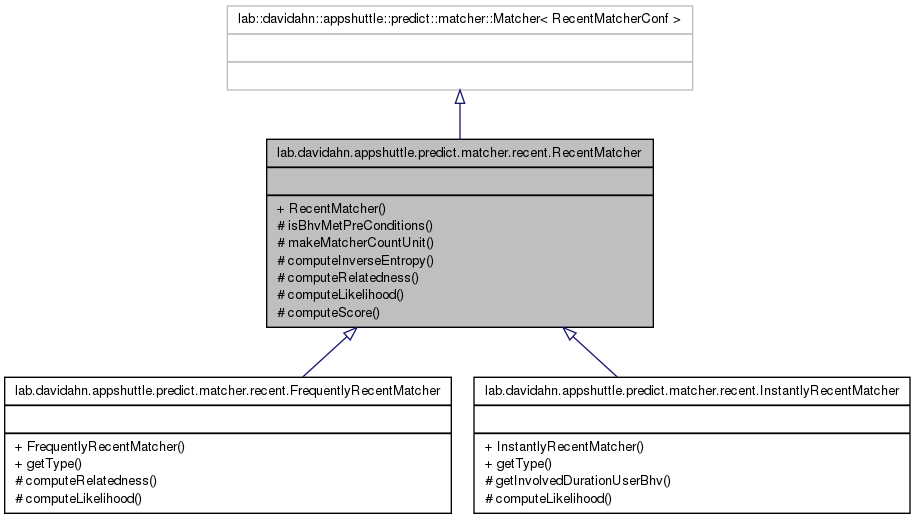 lab::davidahn::appshuttle::predict::matcher::Matcher< RecentMatcherConf >
lab.davidahn.appshuttle.predict.matcher.recent.RecentMatcher
+ RecentMatcher()
# isBhvMetPreConditions()
# makeMatcherCountUnit()
# computeInverseEntropy()
# computeRelatedness()
# computeLikelihood()
# computeScore()
lab.davidahn.appshuttle.predict.matcher.recent.FrequentlyRecentMatcher
+ FrequentlyRecentMatcher()
+ getType()
# computeRelatedness()
# computeLikelihood()
lab.davidahn.appshuttle.predict.matcher.recent.InstantlyRecentMatcher
+ InstantlyRecentMatcher()
+ getType()
# getInvolvedDurationUserBhv()
# computeLikelihood()